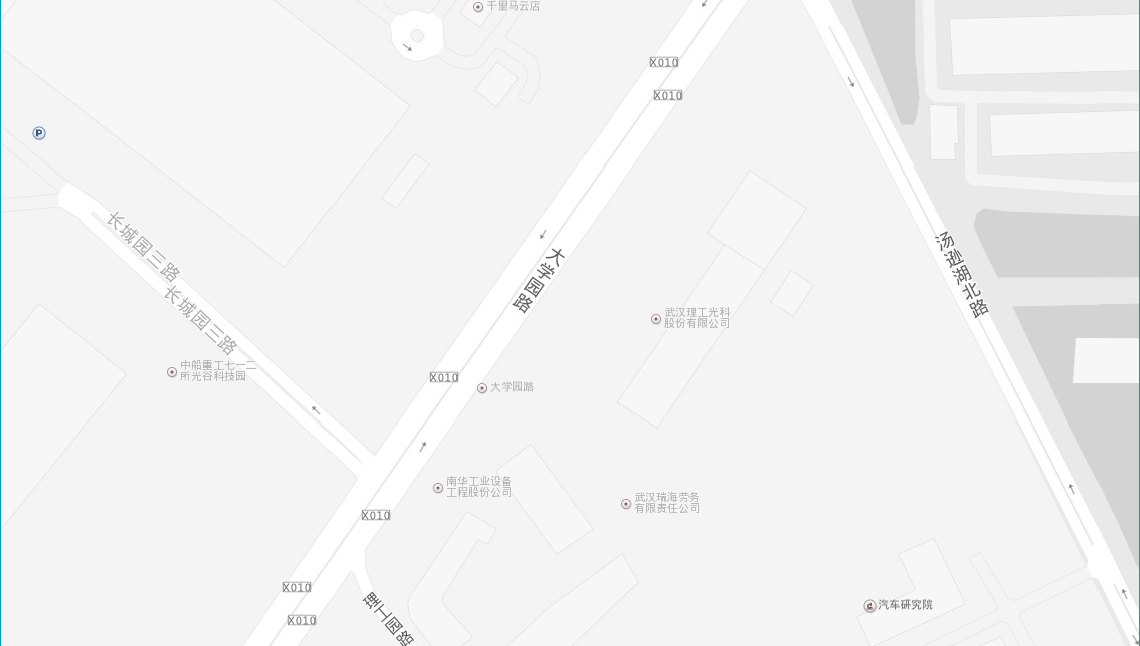 千里马云店
X010
X010
P
长城园三路
汤逊湖北路
大学园路
长城园三路
武汉理工光科
股份有限公司
中船重工七一二
所光谷科技园
X010
大学园路
南华工业设备
工程股份公司
武汉瑞海劳务
有限责任公司
X010
X010
汽车研究院
理工园路
X010